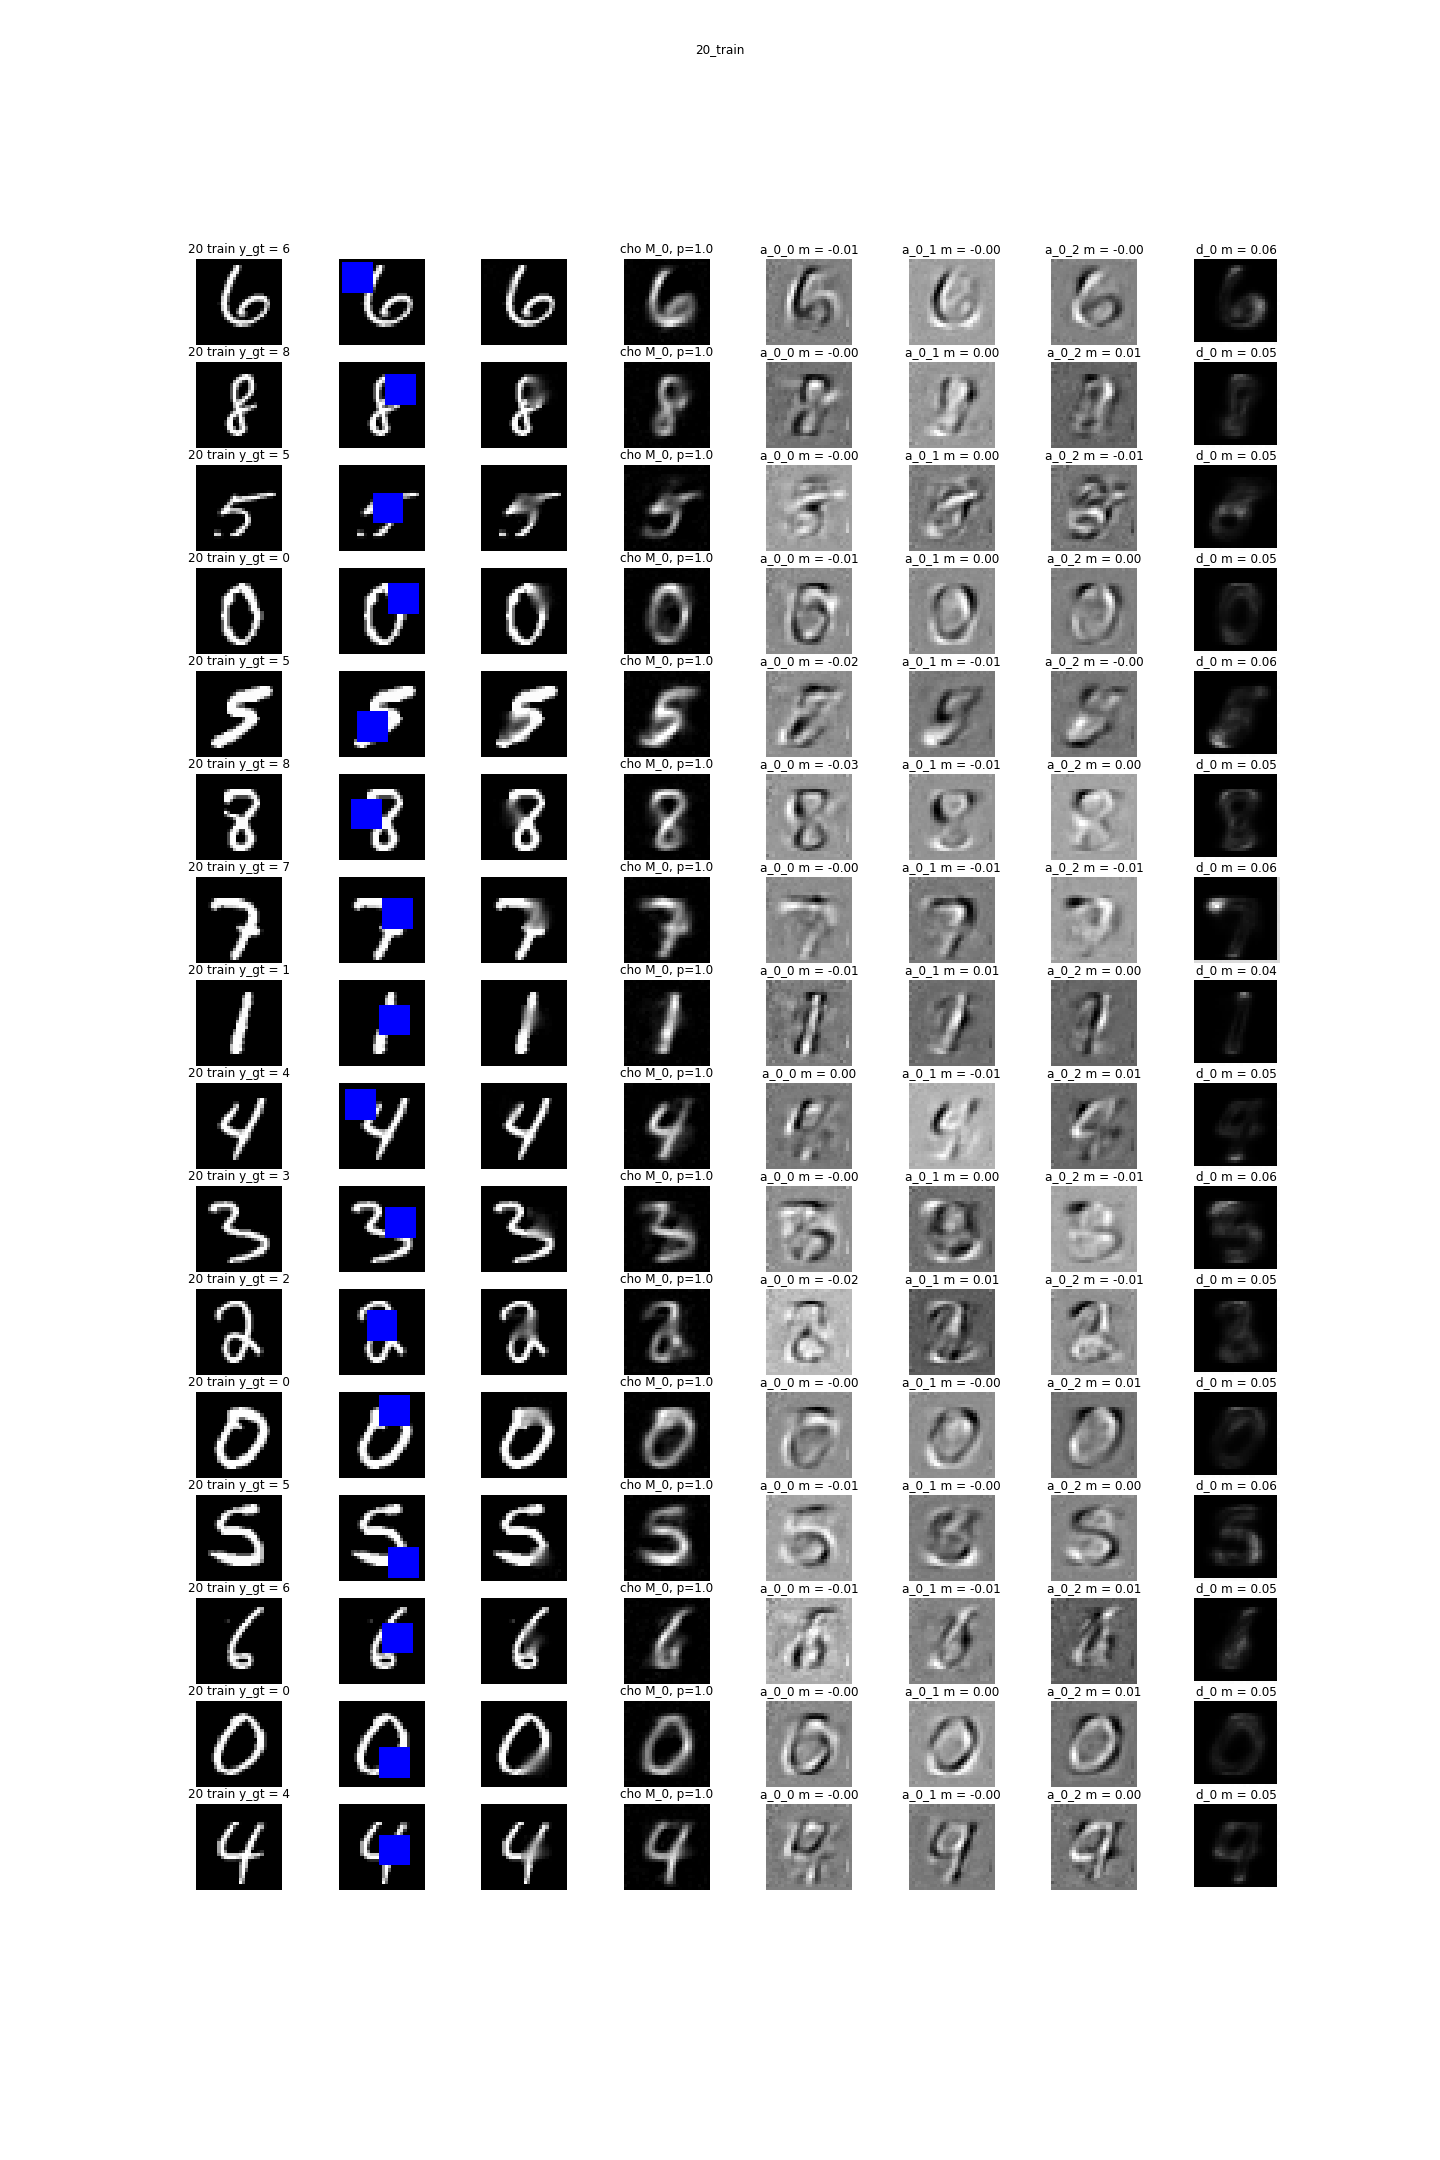 20_train
20 train y_gt = 6 cho M_0, p=1.0 a_0_0 m = -0.01 a_0_1 m = -0.00 a_0_2 m = -0.00 d_0 m = 0.06
20 train y_gt = 8 cho M_0, p=1.0 a_0_0 m = -0.00 a_0_1 m = 0.00 a_0_2 m = 0.01 d_0 m = 0.05
20 train y_gt = 5 cho M_0, p=1.0 a_0_0 m = -0.00 a_0_1 m = 0.00 a_0_2 m = -0.01 d_0 m = 0.05
20 train y_gt = 0 cho M_0, p=1.0 a_0_0 m = -0.01 a_0_1 m = 0.00 a_0_2 m = 0.00 d_0 m = 0.05
20 train y_gt = 5 cho M_0, p=1.0 a_0_0 m = -0.02 a_0_1 m = -0.01 a_0_2 m = -0.00 d_0 m = 0.06
20 train y_gt = 8 cho M_0, p=1.0 a_0_0 m = -0.03 a_0_1 m = -0.01 a_0_2 m = 0.00 d_0 m = 0.05
20 train y_gt = 7 cho M_0, p=1.0 a_0_0 m = -0.00 a_0_1 m = -0.01 a_0_2 m = -0.01 d_0 m = 0.06
20 train y_gt = 1 cho M_0, p=1.0 a_0_0 m = -0.01 a_0_1 m = 0.01 a_0_2 m = 0.00 d_0 m = 0.04
20 train y_gt = 4 cho M_0, p=1.0 a_0_0 m = 0.00 a_0_1 m = -0.01 a_0_2 m = 0.01 d_0 m = 0.05
20 train y_gt = 3 cho M_0, p=1.0 a_0_0 m = -0.00 a_0_1 m = 0.00 a_0_2 m = -0.01 d_0 m = 0.06
20 train y_gt = 2 cho M_0, p=1.0 a_0_0 m = -0.02 a_0_1 m = 0.01 a_0_2 m = -0.01 d_0 m = 0.05
20 train y_gt = 0 cho M_0, p=1.0 a_0_0 m = -0.00 a_0_1 m = -0.00 a_0_2 m = 0.01 d_0 m = 0.05
20 train y_gt = 5 cho M_0, p=1.0 a_0_0 m = -0.01 a_0_1 m = -0.00 a_0_2 m = 0.00 d_0 m = 0.06
20 train y_gt = 6 cho M_0, p=1.0 a_0_0 m = -0.01 a_0_1 m = -0.01 a_0_2 m = 0.01 d_0 m = 0.05
20 train y_gt = 0 cho M_0, p=1.0 a_0_0 m = -0.00 a_0_1 m = 0.00 a_0_2 m = 0.01 d_0 m = 0.05
20 train y_gt = 4 cho M_0, p=1.0 a_0_0 m = -0.00 a_0_1 m = -0.00 a_0_2 m = 0.00 d_0 m = 0.05